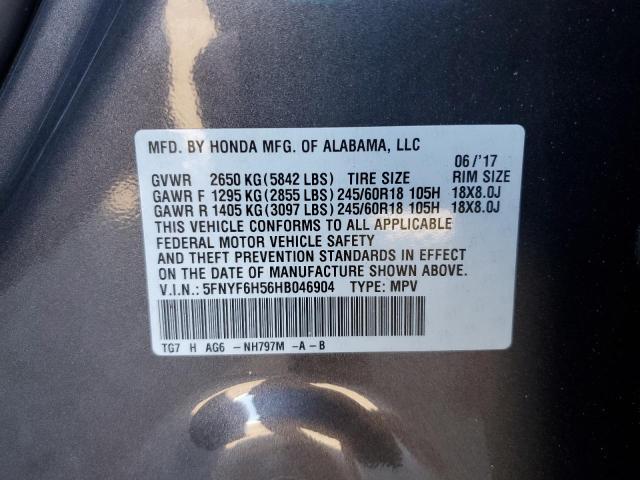 MFD. BY HONDA MFG. OF ALABAMA, LLC
06/'17
GVWR 2650 KG(5842 LBS) TIRE SIZE RIM SIZE
GAWR F 1295 KG(2855 LBS) 245/60R18 105H 18X8.0J
GAWR R 1405 KG(3097 LBS) 245/60R18 105H 18X8.0J
THIS VEHICLE CONFORMS TO ALL APPLICABLE
FEDERAL MOTOR VEHICLE SAFETY
AND THEFT PREVENTION STANDARDS IN EFFECT
ON THE DATE OF MANUFACTURE SHOWN ABOVE.
V.I.N.: 5FNYF6H56HB046904 TYPE: MPV
TG7 H AG6 - NH797M -A-B